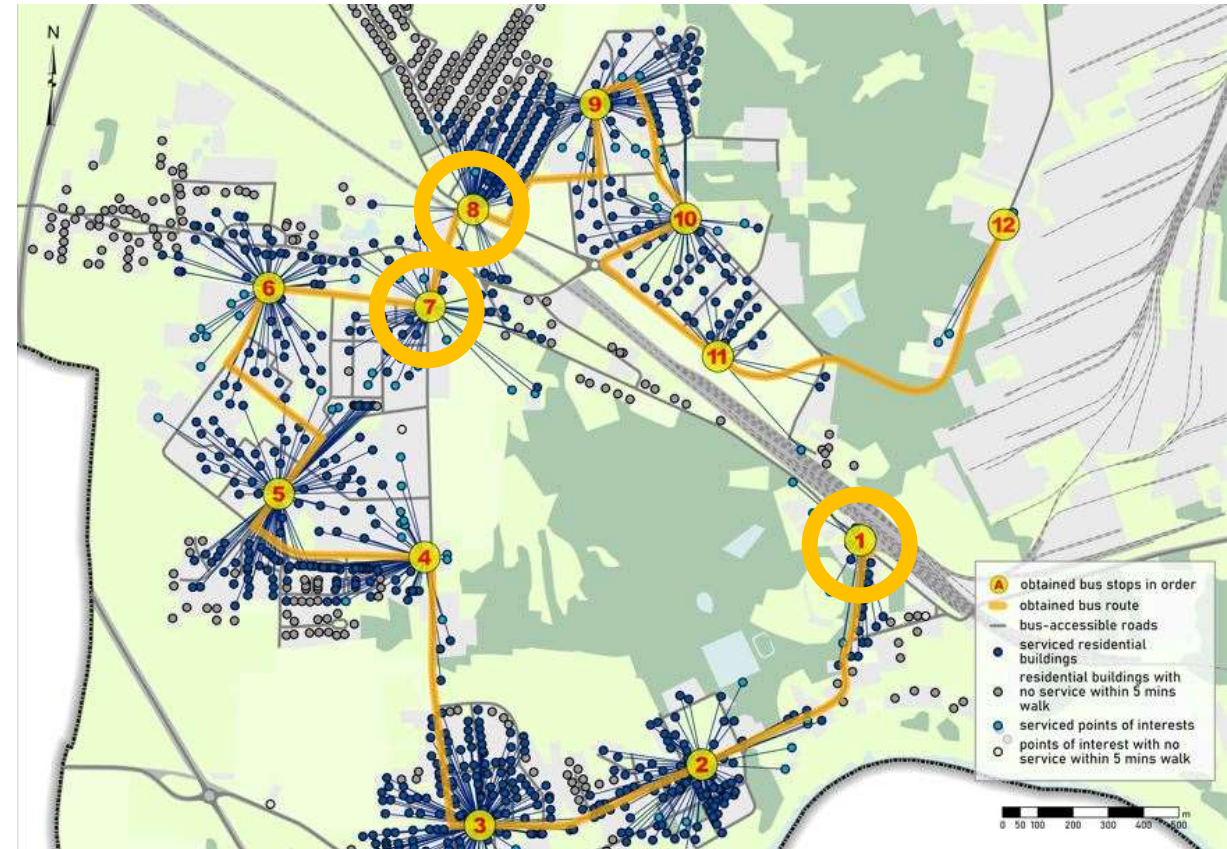 N
9
8
10
12
6
7
11
5
1
4
2
3
A obtained bus stops in order
obtained bus route
bus-accessible roads
serviced residential
buildings
residential buildings with
no service within 5 mins
walk
serviced points of interests
points of interest with no
service within 5 mins walk
m
0 50 100 200 300 400 500